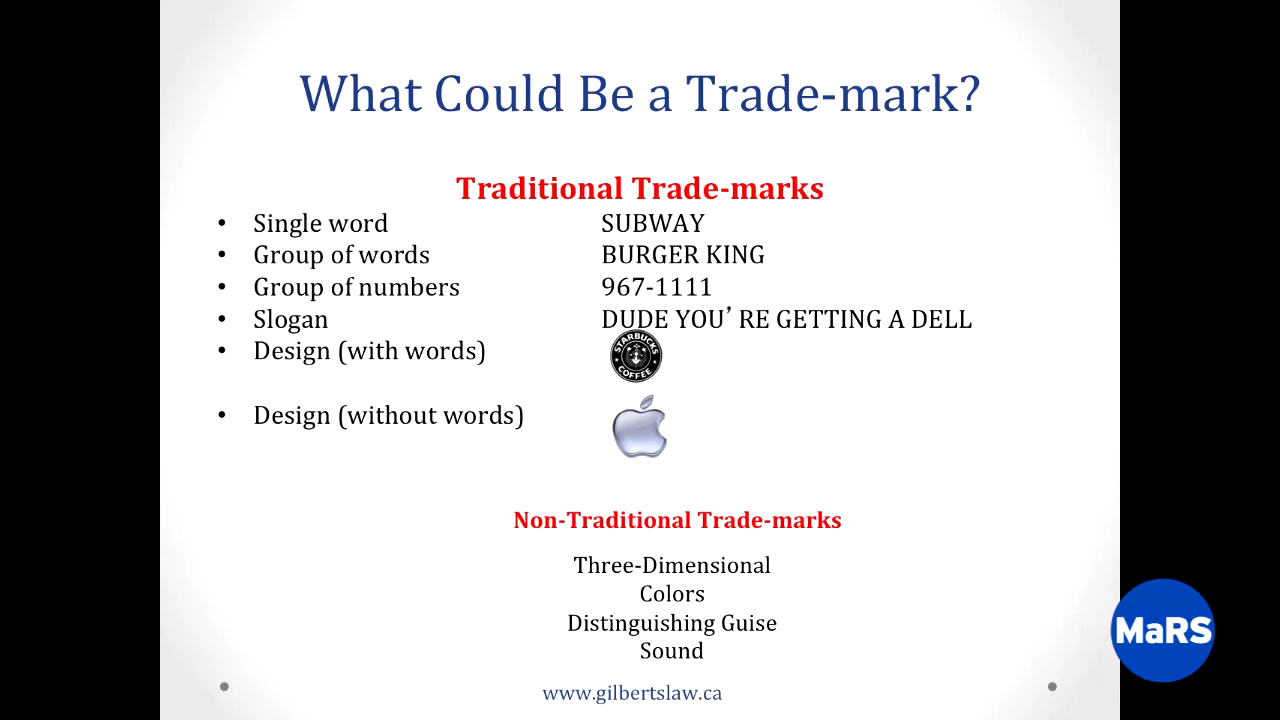 What Could Be a Trade-mark?
Traditional Trade-marks
• Single word SUBWAY
• Group of words BURGER KING
• Group of numbers 967-1111
• Slogan DUDE YOU’ RE GETTING A DELL
• Design (with words)
STARBUCKS
COFFEE
• Design (without words)
Non-Traditional Trade-marks
Three-Dimensional
Colors
Distinguishing Guise
Sound
MaRS
www.gilbertslaw.ca